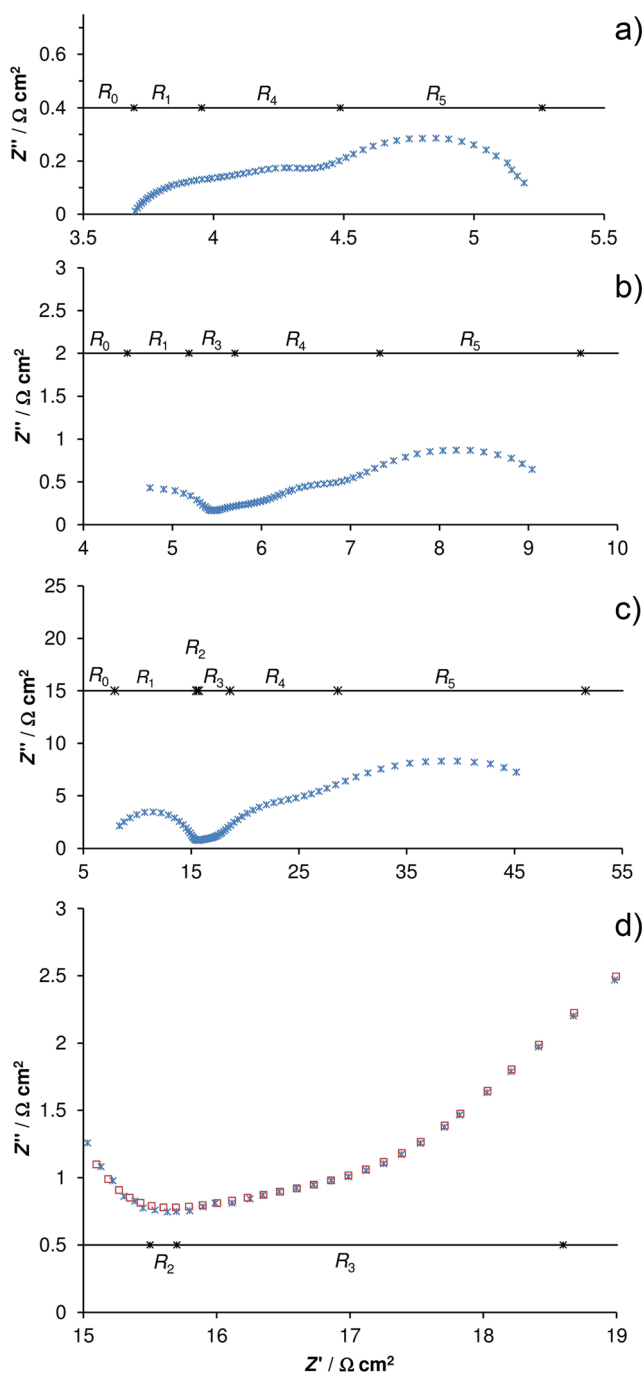 a)
0.6
R0 R1 R4 R5
0.4
Z" / Ω cm²
0.2
0
3.5 4 4.5 5 5.5
b)
3
2.5
R0 R1 R3 R4 R5
2
Z" / Ω cm²
1.5
1
0.5
0
4 5 6 7 8 9 10
c)
25
20
R2
R0 R1 R3 R4 R5
15
Z" / Ω cm²
10
5
0
5 15 25 35 45 55
d)
3
2.5
2
Z" / Ω cm²
1.5
1
0.5
R2 R3
0
15 16 17 18 19
Z' / Ω cm²